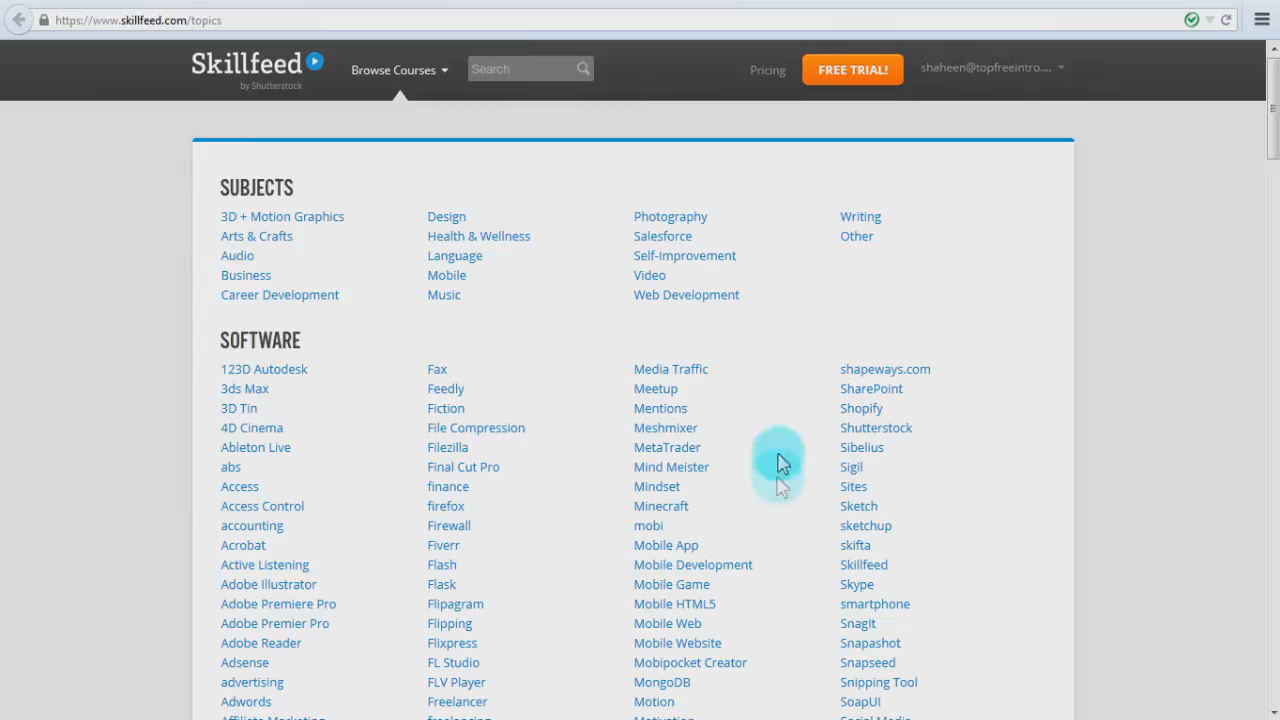 https://www.skillfeed.com/topics
Skillfeed
by Shutterstock
Browse Courses
Search
Pricing
FREE TRIAL!
shaheen@topfreeintro....
SUBJECTS
3D + Motion Graphics
Arts & Crafts
Audio
Business
Career Development
Design
Health & Wellness
Language
Mobile
Music
Photography
Salesforce
Self-Improvement
Video
Web Development
Writing
Other
SOFTWARE
123D Autodesk
3ds Max
3D Tin
4D Cinema
Ableton Live
abs
Access
Access Control
accounting
Acrobat
Active Listening
Adobe Illustrator
Adobe Premiere Pro
Adobe Premier Pro
Adobe Reader
Adsense
advertising
Adwords
Affiliate Marketing
Fax
Feedly
Fiction
File Compression
Filezilla
Final Cut Pro
finance
firefox
Firewall
Fiverr
Flash
Flask
Flipagram
Flipping
Flixpress
FL Studio
FLV Player
Freelancer
freelancing
Media Traffic
Meetup
Mentions
Meshmixer
MetaTrader
Mind Meister
Mindset
Minecraft
mobi
Mobile App
Mobile Development
Mobile Game
Mobile HTML5
Mobile Web
Mobile Website
Mobipocket Creator
MongoDB
Motion
Motivation
shapeways.com
SharePoint
Shopify
Shutterstock
Sibelius
Sigil
Sites
Sketch
sketchup
skifta
Skillfeed
Skype
smartphone
SnagIt
Snapashot
Snapseed
Snipping Tool
SoapUI
Social Media